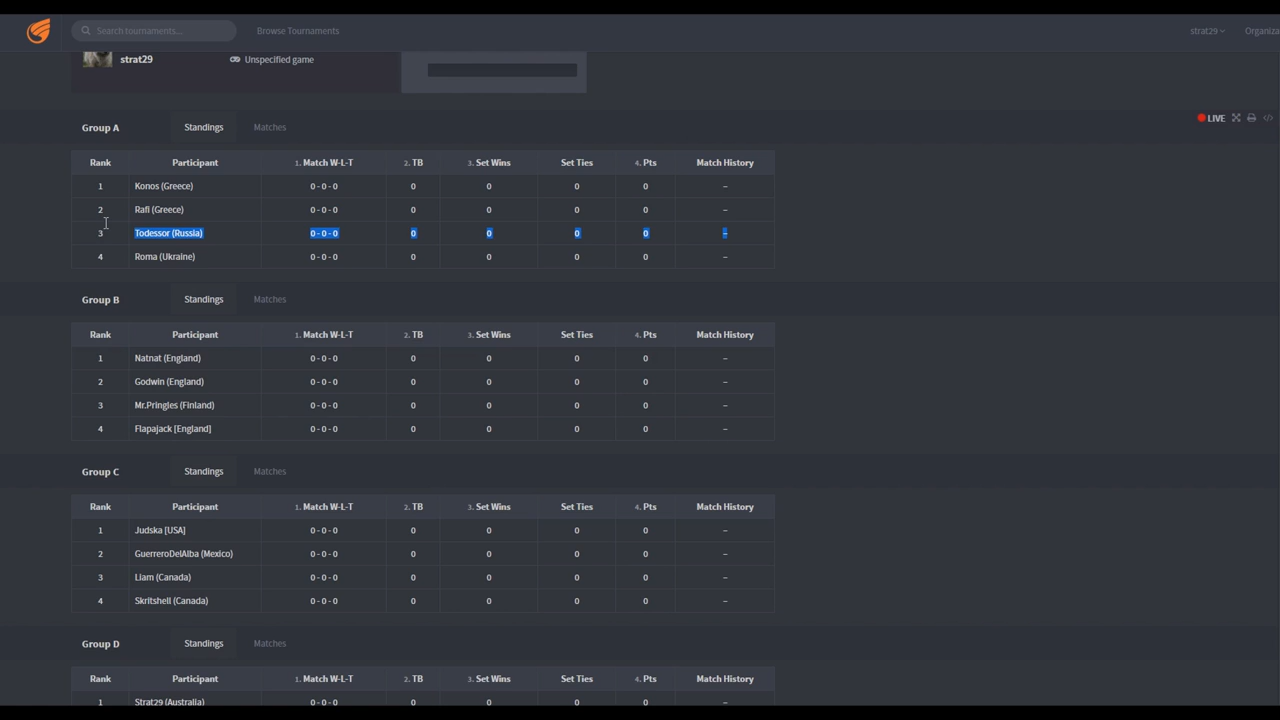 Search tournaments... Browse Tournaments strat29 Organiza
strat29 Unspecified game
Group A Standings Matches LIVE
Rank Participant 1. Match W-L-T 2. TB 3. Set Wins Set Ties 4. Pts Match History
1 Konos (Greece) 0 - 0 - 0 0 0 0 0 –
2 Rafi (Greece) 0 - 0 - 0 0 0 0 0 –
3 Todessor (Russia) 0 - 0 - 0 0 0 0 0 –
4 Roma (Ukraine) 0 - 0 - 0 0 0 0 0 –
Group B Standings Matches
Rank Participant 1. Match W-L-T 2. TB 3. Set Wins Set Ties 4. Pts Match History
1 Natnat (England) 0 - 0 - 0 0 0 0 0 –
2 Godwin (England) 0 - 0 - 0 0 0 0 0 –
3 Mr.Pringles (Finland) 0 - 0 - 0 0 0 0 0 –
4 Flapajack [England] 0 - 0 - 0 0 0 0 0 –
Group C Standings Matches
Rank Participant 1. Match W-L-T 2. TB 3. Set Wins Set Ties 4. Pts Match History
1 Judska [USA] 0 - 0 - 0 0 0 0 0 –
2 GuerreroDelAlba (Mexico) 0 - 0 - 0 0 0 0 0 –
3 Liam (Canada) 0 - 0 - 0 0 0 0 0 –
4 Skritshell (Canada) 0 - 0 - 0 0 0 0 0 –
Group D Standings Matches
Rank Participant 1. Match W-L-T 2. TB 3. Set Wins Set Ties 4. Pts Match History
1 Strat29 (Australia) 0 - 0 - 0 0 0 0 0 –